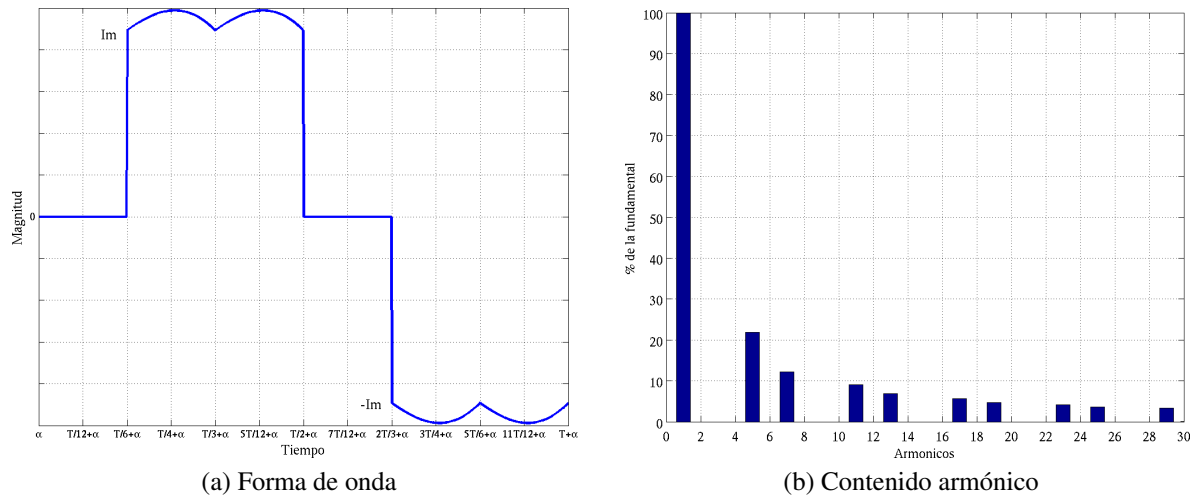 Im
Magnitud
0
-Im
α T/12+α T/6+α T/4+α T/3+α 5T/12+α T/2+α 7T/12+α 2T/3+α 3T/4+α 5T/6+α 11T/12+α T+α
Tiempo
(a) Forma de onda
100
90
80
70
60
50
40
30
20
10
0
% de la fundamental
0 2 4 6 8 10 12 14 16 18 20 22 24 26 28 30
Armonicos
(b) Contenido armónico